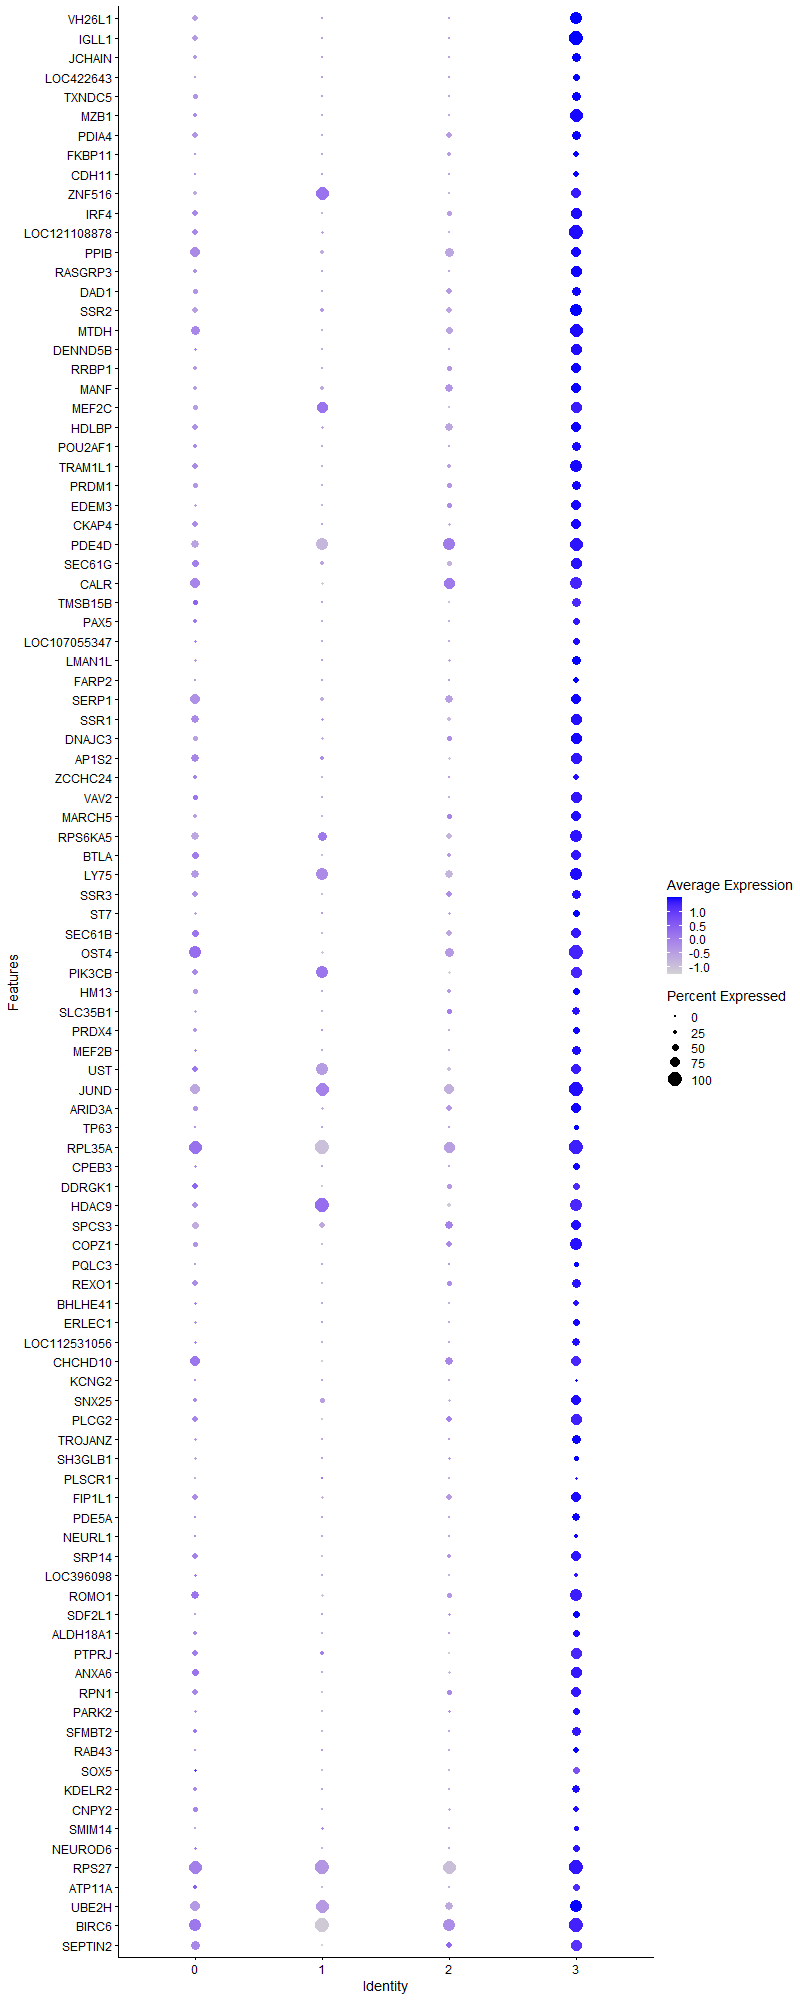 VH26L1
IGLL1
JCHAIN
LOC422643
TXNDC5
MZB1
PDIA4
FKBP11
CDH11
ZNF516
IRF4
LOC121108878
PPIB
RASGRP3
DAD1
SSR2
MTDH
DENND5B
RRBP1
MANF
MEF2C
HDLBP
POU2AF1
TRAM1L1
PRDM1
EDEM3
CKAP4
PDE4D
SEC61G
CALR
TMSB15B
PAX5
LOC107055347
LMAN1L
FARP2
SERP1
SSR1
DNAJC3
AP1S2
ZCCHC24
VAV2
MARCH5
RPS6KA5
BTLA
LY75
SSR3
ST7
SEC61B
OST4
PIK3CB
HM13
SLC35B1
PRDX4
MEF2B
UST
JUND
ARID3A
TP63
RPL35A
CPEB3
DDRGK1
HDAC9
SPCS3
COPZ1
PQLC3
REXO1
BHLHE41
ERLEC1
LOC112531056
CHCHD10
KCNG2
SNX25
PLCG2
TROJANZ
SH3GLB1
PLSCR1
FIP1L1
PDE5A
NEURL1
SRP14
LOC396098
ROMO1
SDF2L1
ALDH18A1
PTPRJ
ANXA6
RPN1
PARK2
SFMBT2
RAB43
SOX5
KDELR2
CNPY2
SMIM14
NEUROD6
RPS27
ATP11A
UBE2H
BIRC6
SEPTIN2
Features
0 1 2 3
Identity
Average Expression
1.0
0.5
0.0
-0.5
-1.0
Percent Expressed
0
25
50
75
100